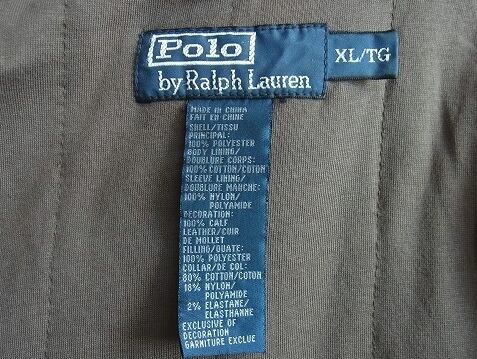 Polo
by Ralph Lauren
XL/TG
MADE IN CHINA
FAIT EN CHINE
SHELL/TISSU
PRINCIPAL:
100% POLYESTER
BODY LINING/
DOUBLURE CORPS:
100% COTTON/COTON
SLEEVE LINING/
DOUBLURE MANCHE:
100% NYLON/
POLYAMIDE
DECORATION:
100% CALF
LEATHER/CUIR
DE MOLLET
FILLING/OUATE:
100% POLYESTER
COLLAR/DE COL:
80% COTTON/COTON
18% NYLON/
POLYAMIDE
2% ELASTANE/
ELASTHANNE
EXCLUSIVE OF
DECORATION
GARNITURE EXCLUE